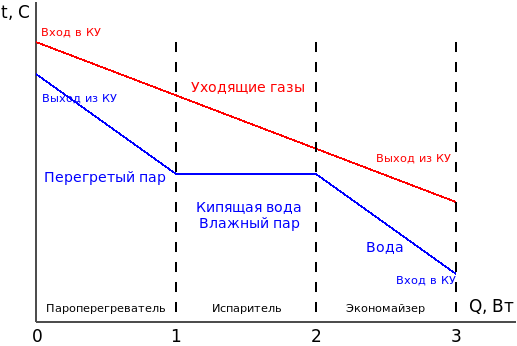 t, C
Вход в КУ
Уходящие газы
Выход из КУ
Выход из КУ
Перегретый пар
Кипящая вода
Влажный пар
Вода
Вход в КУ
Пароперегреватель
Испаритель
Экономайзер
Q, Вт
0
1
2
3